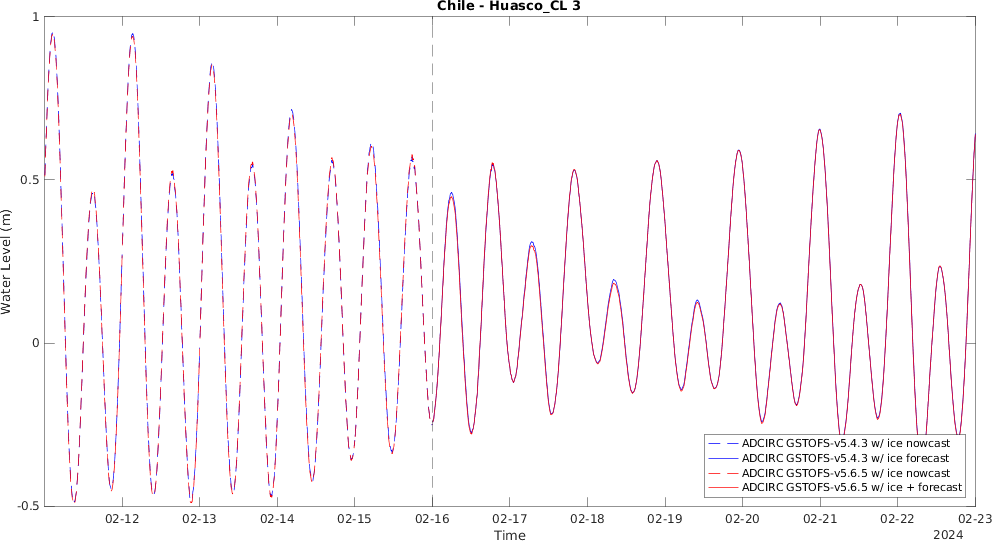 Chile - Huasco_CL 3
Water Level (m)
1
0.5
0
-0.5
02-12 02-13 02-14 02-15 02-16 02-17 02-18 02-19 02-20 02-21 02-22 02-23
Time
2024
ADCIRC GSTOFS-v5.4.3 w/ ice nowcast
ADCIRC GSTOFS-v5.4.3 w/ ice forecast
ADCIRC GSTOFS-v5.6.5 w/ ice nowcast
ADCIRC GSTOFS-v5.6.5 w/ ice + forecast